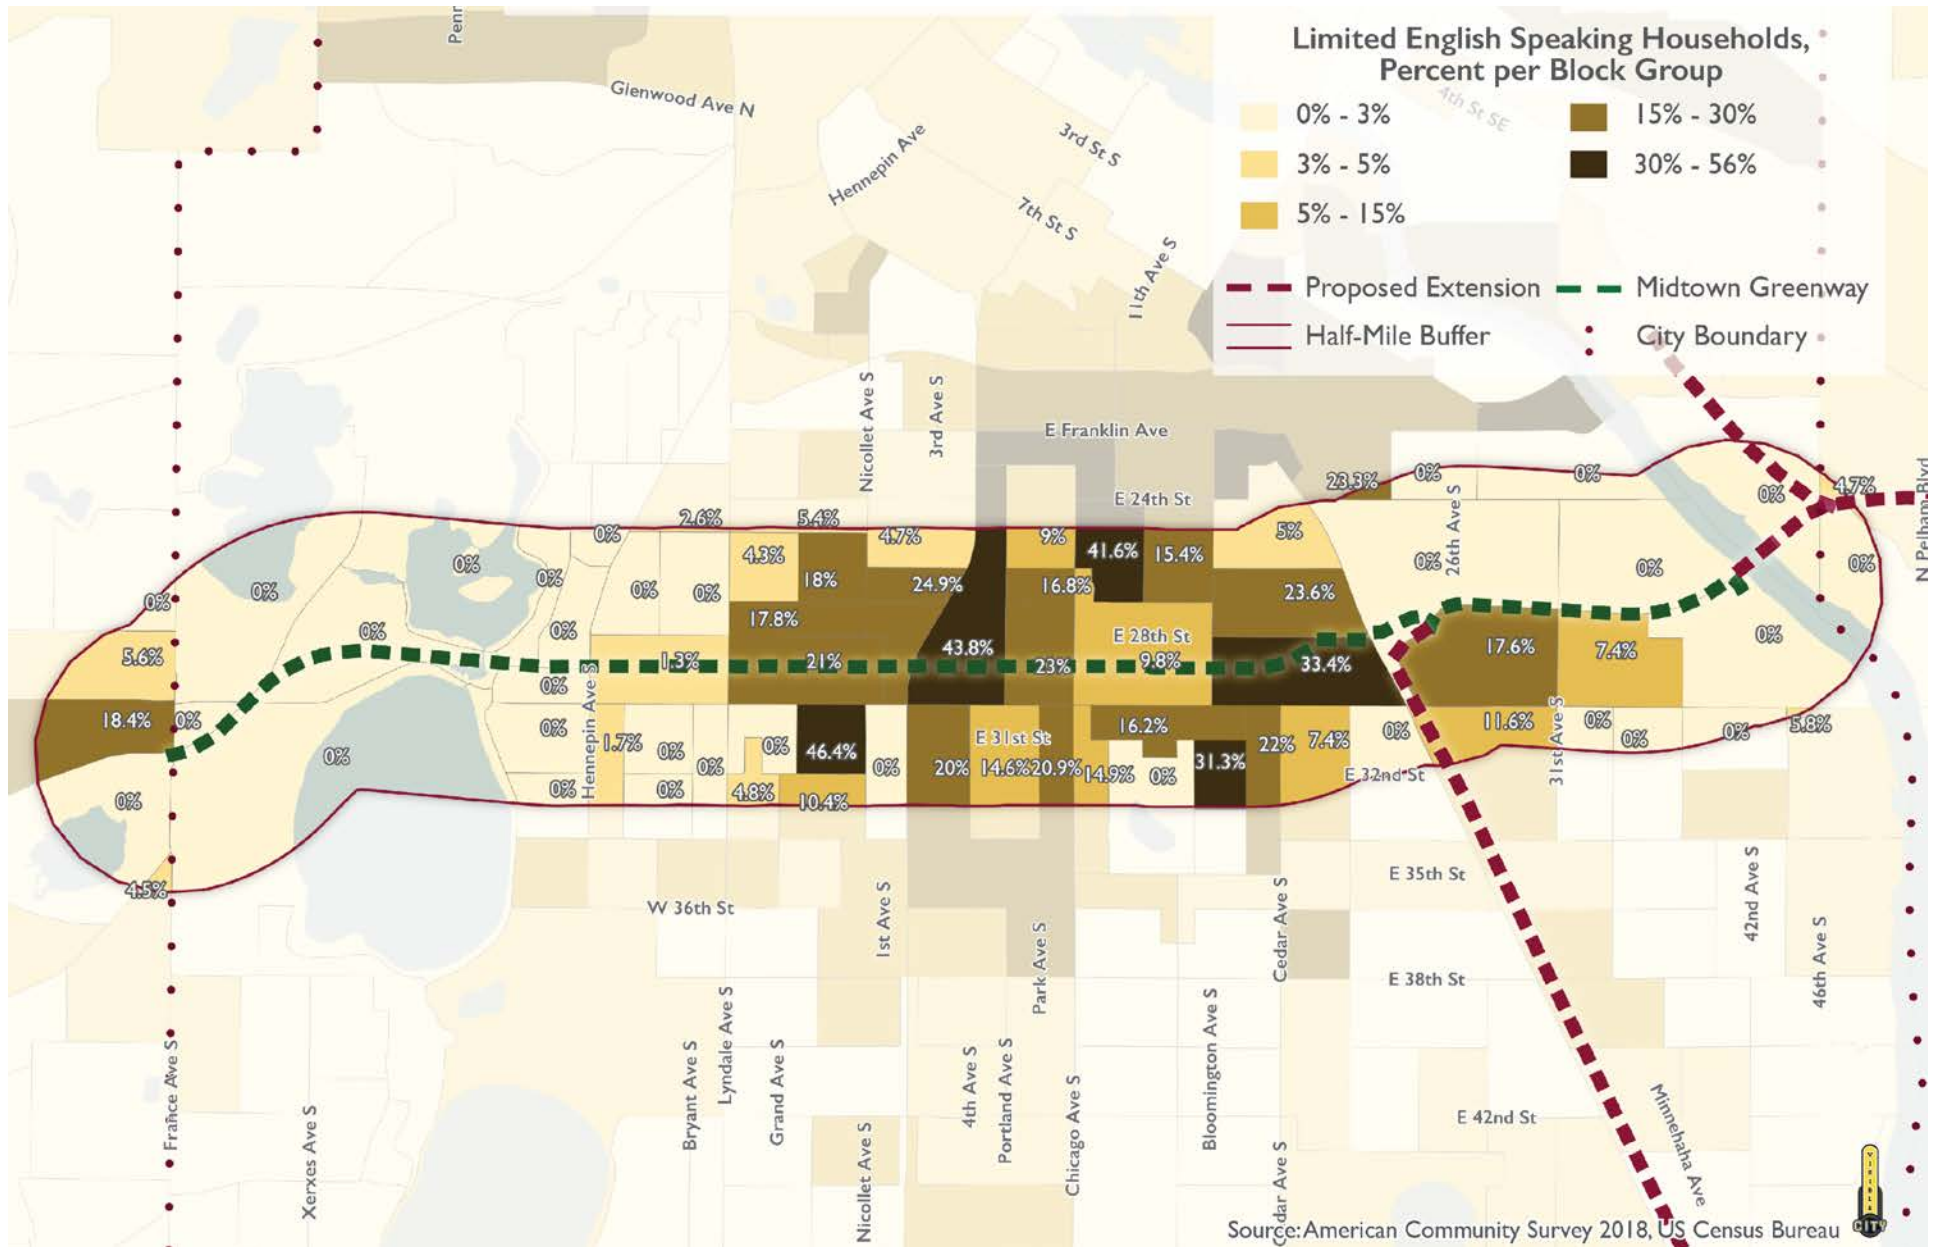 Limited English Speaking Households,
Percent per Block Group
0% - 3%
15% - 30%
3% - 5%
30% - 56%
5% - 15%
Proposed Extension
Midtown Greenway
Half-Mile Buffer
City Boundary
Penn
Glenwood Ave N
Hennepin Ave
3rd St S
4th St SE
7th St S
11th Ave S
Nicollet Ave S
3rd Ave S
E Franklin Ave
E 24th St
26th Ave S
N Pelham Blvd
23.3%
0%
0%
0%
4.7%
0%
2.6%
5.4%
4.7%
9%
41.6%
15.4%
5%
4.3%
18%
24.9%
16.8%
23.6%
0%
0%
0%
0%
0%
0%
0%
0%
0%
0%
0%
0%
17.8%
E 28th St
5.6%
1.3%
21%
43.8%
23%
9.8%
33.4%
17.6%
7.4%
0%
0%
Hennepin Ave S
18.4%
0%
0%
0%
1.7%
0%
0%
0%
46.4%
0%
E 31st St
16.2%
22%
7.4%
0%
11.6%
31st Ave S
0%
0%
0%
5.8%
20%
14.6%
20.9%
14.9%
0%
31.3%
E 32nd St
0%
0%
0%
4.8%
10.4%
4.5%
W 36th St
1st Ave S
Park Ave S
Cedar Ave S
E 35th St
E 38th St
42nd Ave S
46th Ave S
France Ave S
Xerxes Ave S
Bryant Ave S
Lyndale Ave S
Grand Ave S
Nicollet Ave S
4th Ave S
Portland Ave S
Chicago Ave S
Bloomington Ave S
Cedar Ave S
E 42nd St
Minnehaha Ave
VISIBLE
CITY
Source: American Community Survey 2018, US Census Bureau